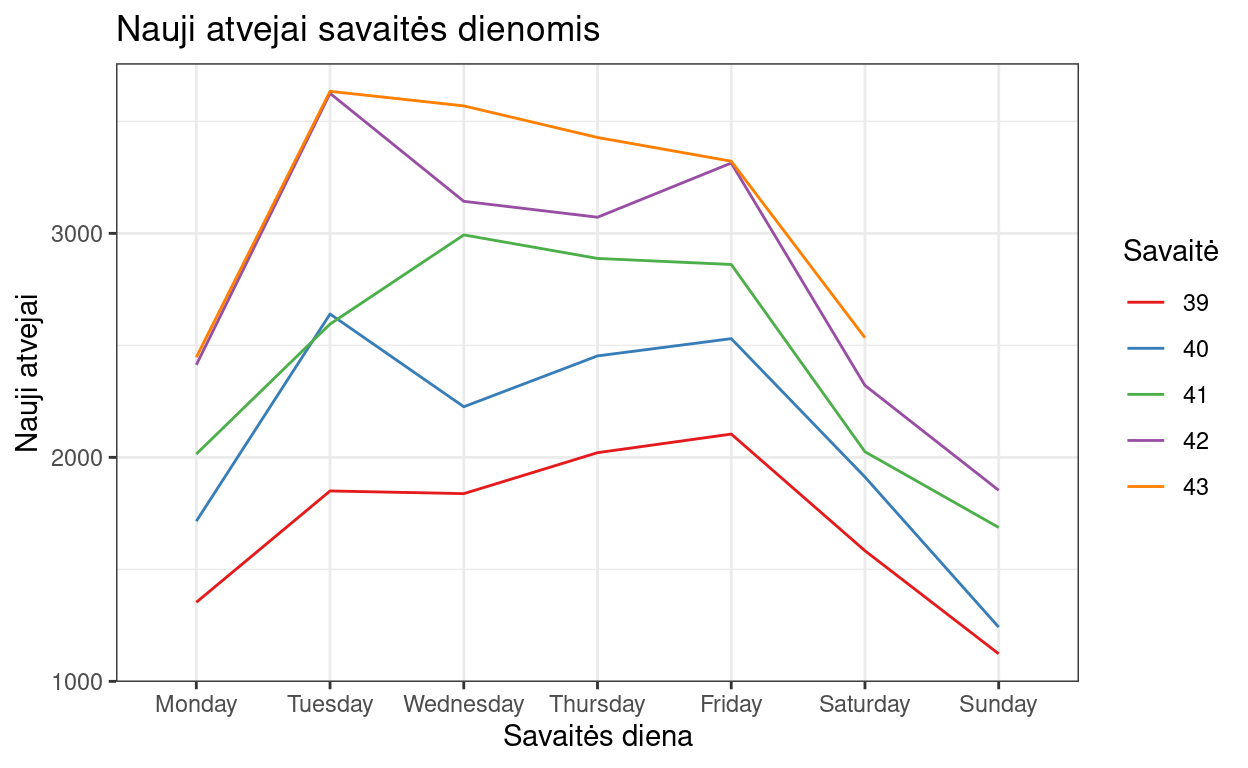 Nauji atvejai savaitės dienomis
Nauji atvejai
3000
2000
1000
Monday Tuesday Wednesday Thursday Friday Saturday Sunday
Savaitės diena
Savaitė
39
40
41
42
43